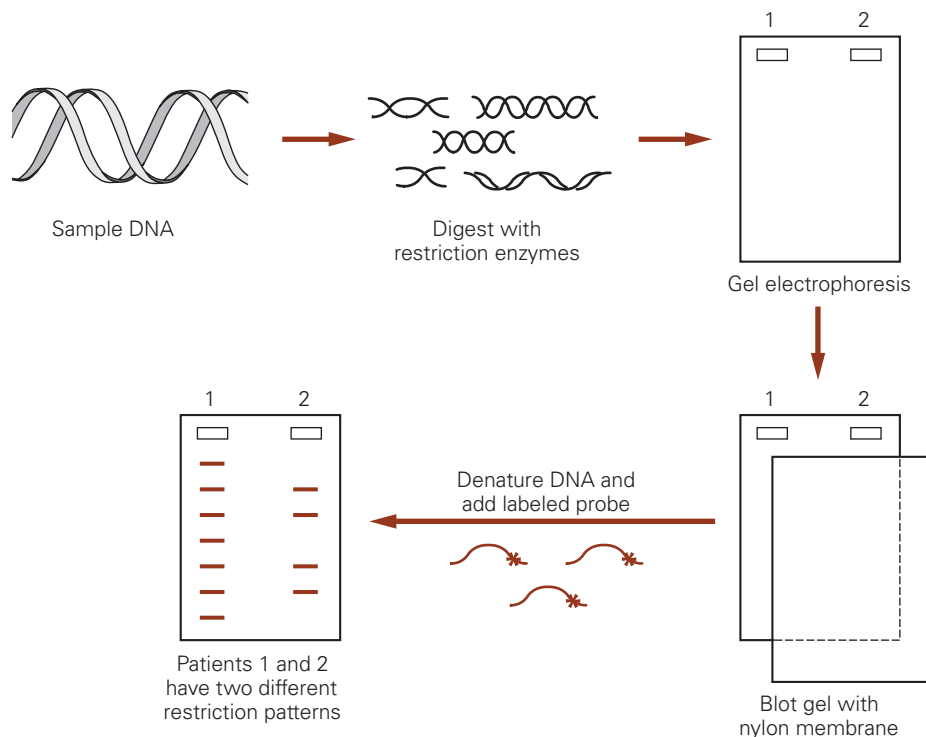 1 2
Sample DNA
Digest with
restriction enzymes
Gel electrophoresis
1 2
Blot gel with
nylon membrane
Denature DNA and
add labeled probe
1 2
Patients 1 and 2
have two different
restriction patterns